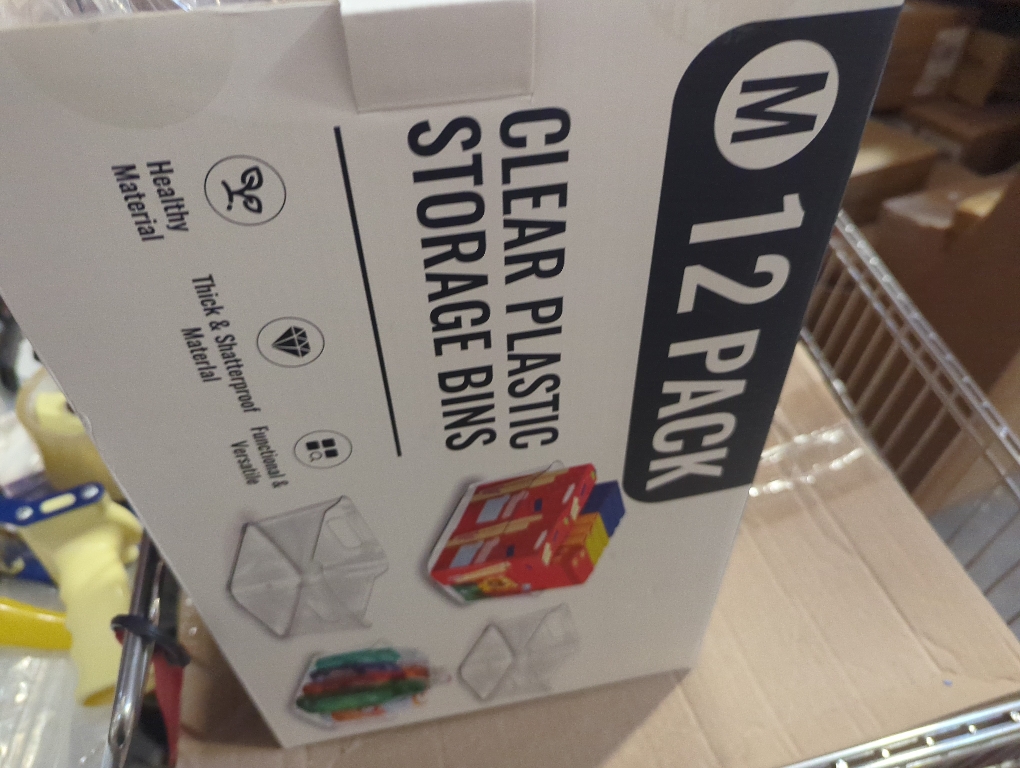 M 12 PACK
CLEAR PLASTIC
STORAGE BINS
Healthy
Material
Thick & Shatterproof
Material
Functional &
Versatile